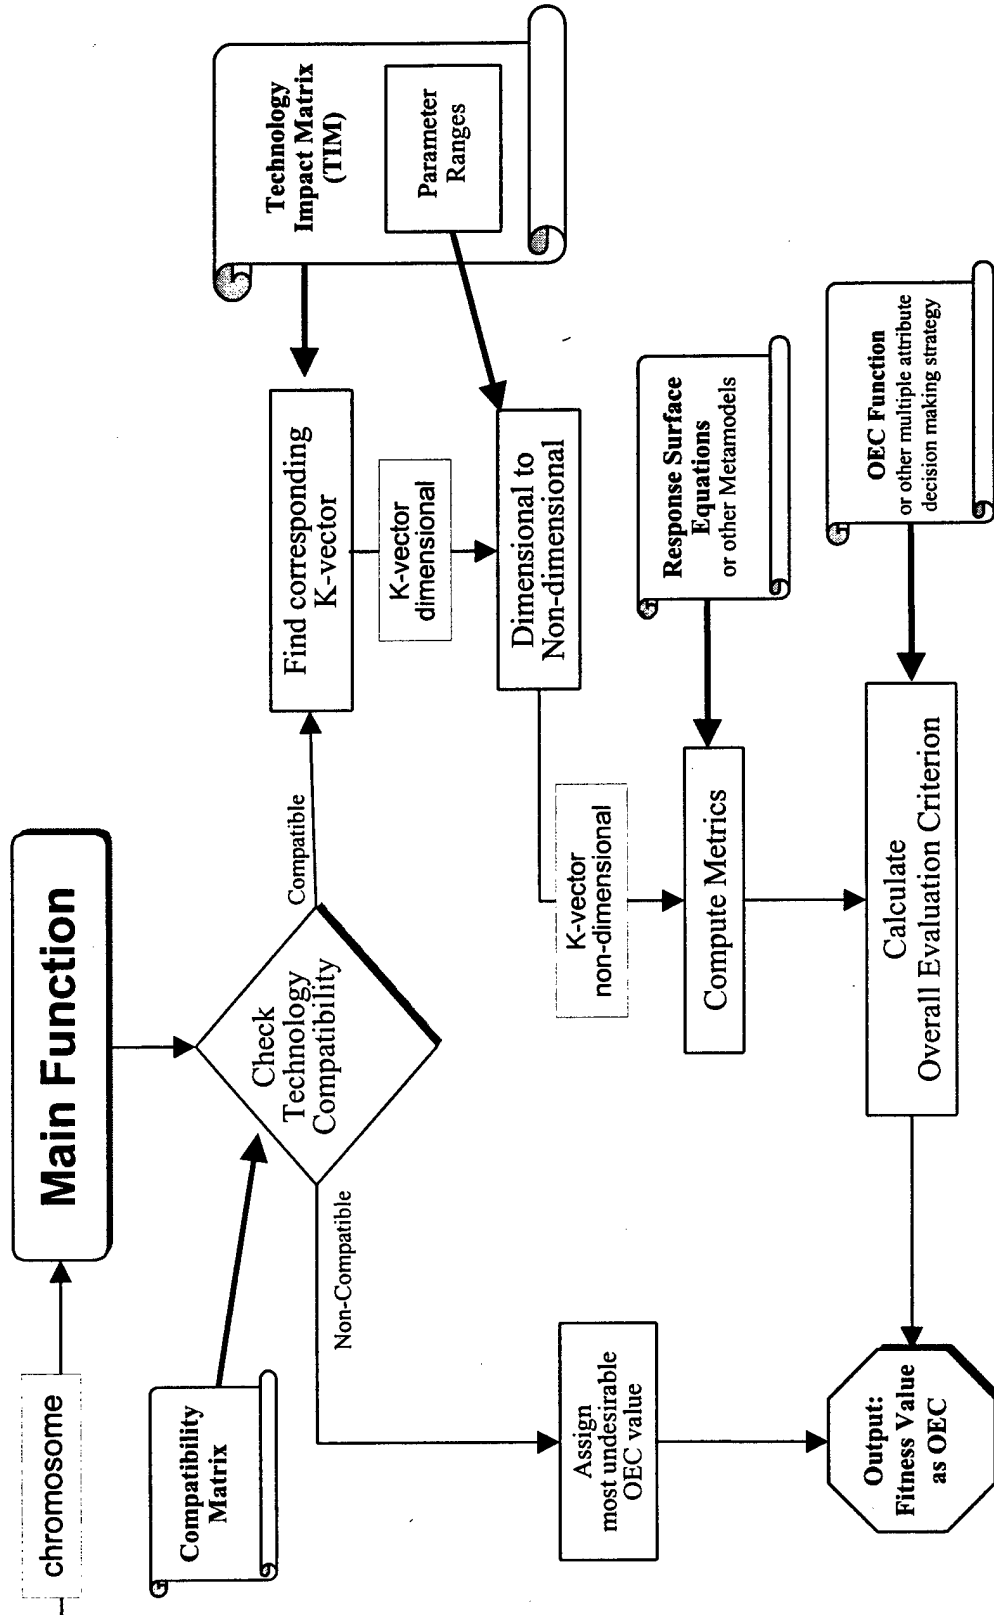 chromosome
Main Function
Compatibility
Matrix
Check
Technology
Compatibility
Compatible
Non-Compatible
Find corresponding
K-vector
Technology
Impact Matrix
(TIM)
Parameter
Ranges
K-vector
dimensional
Dimensional to
Non-dimensional
K-vector
non-dimensional
Response Surface
Equations
or other Metamodels
Compute Metrics
Assign
most undesirable
OEC value
OEC Function
or other multiple attribute
decision making strategy
Calculate
Overall Evaluation Criterion
Output:
Fitness Value
as OEC